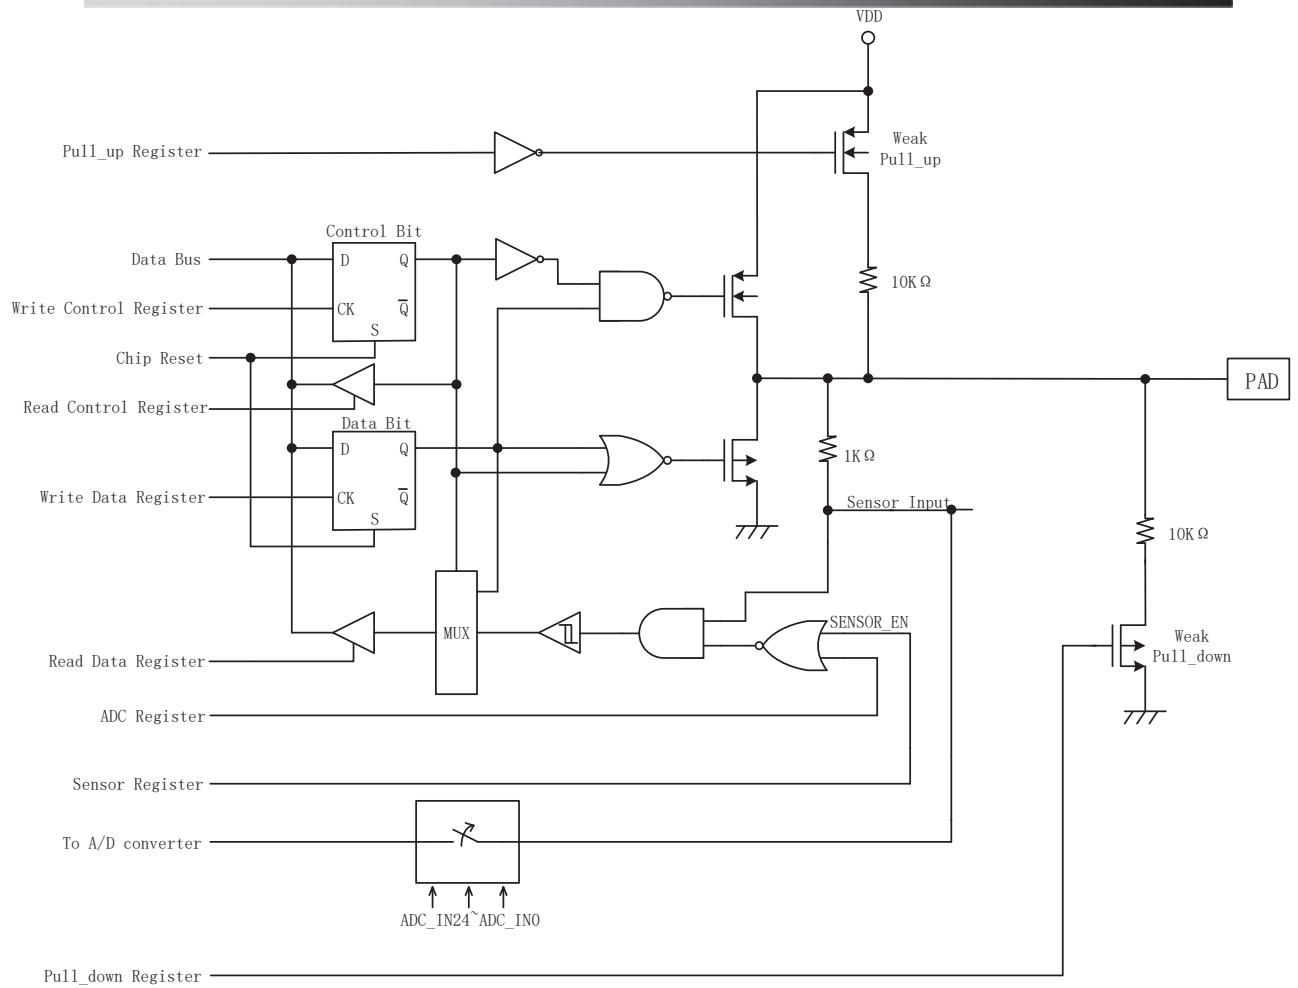 VDD
Weak
Pull_up
Pull_up Register
Control Bit
Data Bus
D
Q
10KΩ
Write Control Register
CK
Q
S
Chip Reset
PAD
Read Control Register
Data Bit
D
Q
1KΩ
Write Data Register
CK
Q
S
Sensor Input
10KΩ
SENSOR_EN
MUX
Weak
Pull_down
Read Data Register
ADC Register
Sensor Register
To A/D converter
ADC_IN24~ADC_IN0
Pull_down Register